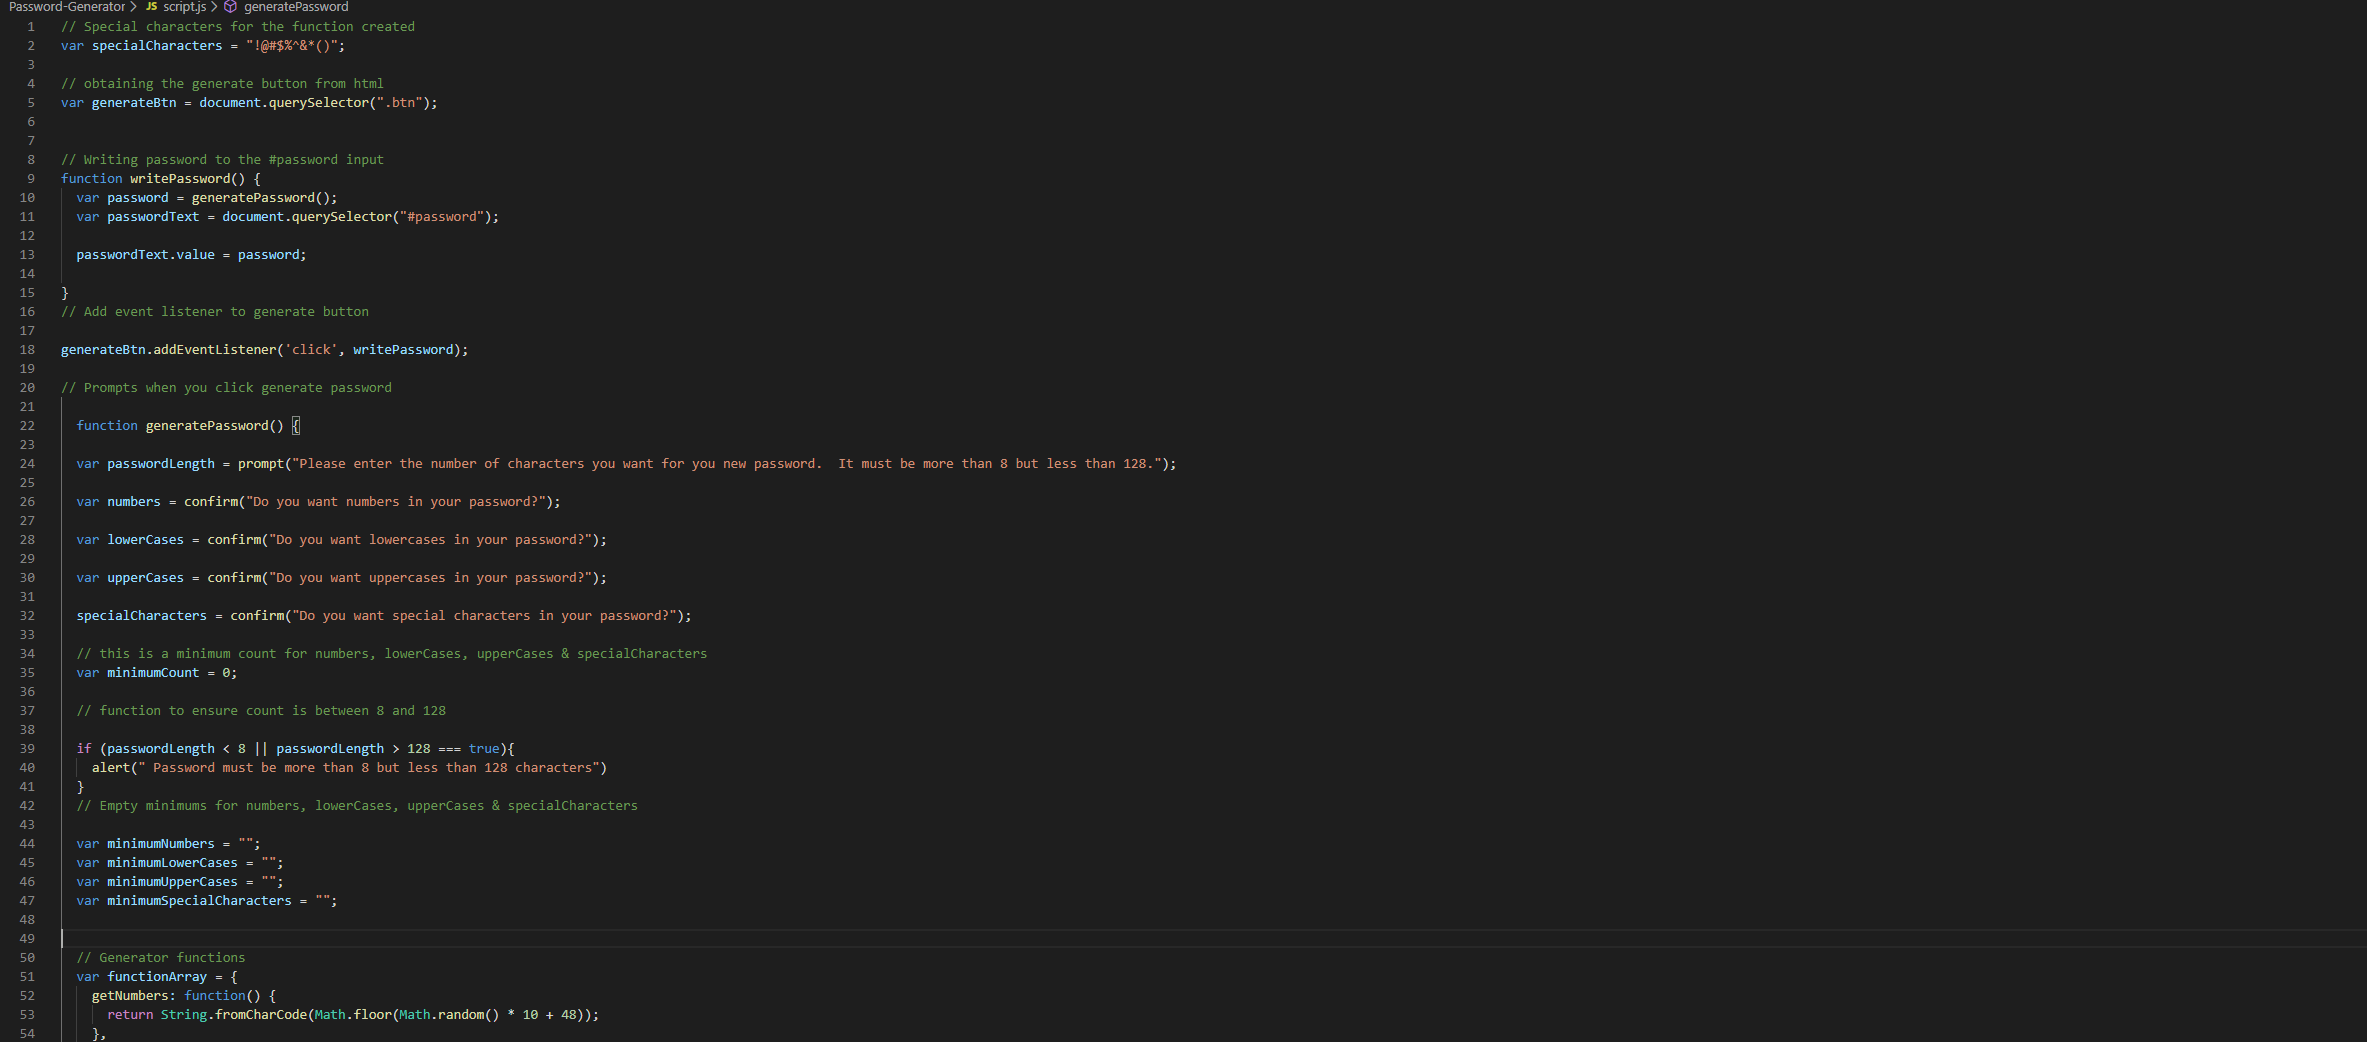 Password-Generator > JS script.js > generatePassword
1 // Special characters for the function created
2 var specialCharacters = "!@#$%^&*()";
3
4 // obtaining the generate button from html
5 var generateBtn = document.querySelector(".btn");
6
7
8 // Writing password to the #password input
9 function writePassword() {
10 var password = generatePassword();
11 var passwordText = document.querySelector("#password");
12
13 passwordText.value = password;
14
15 }
16 // Add event listener to generate button
17
18 generateBtn.addEventListener('click', writePassword);
19
20 // Prompts when you click generate password
21
22 function generatePassword() {
23
24 var passwordLength = prompt("Please enter the number of characters you want for you new password.  It must be more than 8 but less than 128.");
25
26 var numbers = confirm("Do you want numbers in your password?");
27
28 var lowerCases = confirm("Do you want lowercases in your password?");
29
30 var upperCases = confirm("Do you want uppercases in your password?");
31
32 specialCharacters = confirm("Do you want special characters in your password?");
33
34 // this is a minimum count for numbers, lowerCases, upperCases & specialCharacters
35 var minimumCount = 0;
36
37 // function to ensure count is between 8 and 128
38
39 if (passwordLength < 8 || passwordLength > 128 === true){
40 alert(" Password must be more than 8 but less than 128 characters")
41 }
42 // Empty minimums for numbers, lowerCases, upperCases & specialCharacters
43
44 var minimumNumbers = "";
45 var minimumLowerCases = "";
46 var minimumUpperCases = "";
47 var minimumSpecialCharacters = "";
48
49
50 // Generator functions
51 var functionArray = {
52 getNumbers: function() {
53 return String.fromCharCode(Math.floor(Math.random() * 10 + 48));
54 },